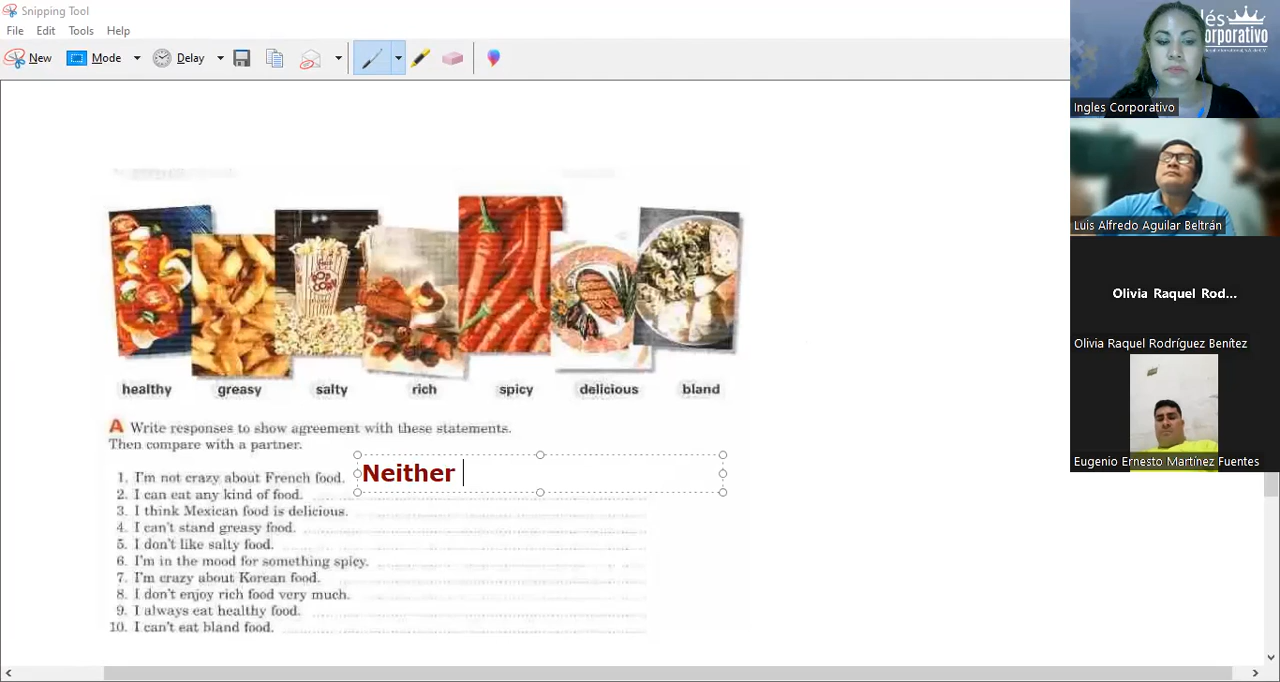 Snipping Tool
File Edit Tools Help
New Mode Delay
POP CORN
healthy greasy salty rich spicy delicious bland
A Write responses to show agreement with these statements.
Then compare with a partner.
1. I'm not crazy about French food. Neither
2. I can eat any kind of food.
3. I think Mexican food is delicious.
4. I can't stand greasy food.
5. I don't like salty food.
6. I'm in the mood for something spicy.
7. I'm crazy about Korean food.
8. I don't enjoy rich food very much.
9. I always eat healthy food.
10. I can't eat bland food.
Ingles Corporativo
Luis Alfredo Aguilar Beltrán
Olivia Raquel Rod...
Olivia Raquel Rodríguez Benítez
Eugenio Ernesto Martínez Fuentes